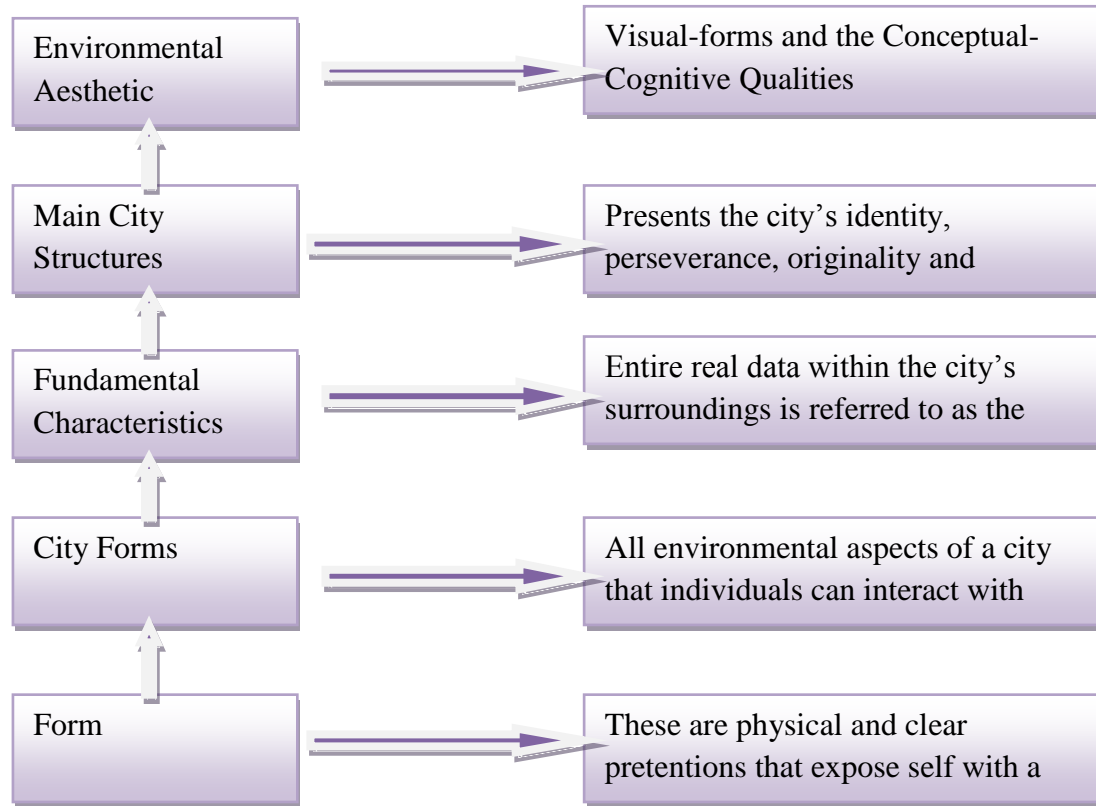 Environmental
Aesthetic
Visual-forms and the Conceptual-
Cognitive Qualities
Main City
Structures
Presents the city’s identity,
perseverance, originality and
Fundamental
Characteristics
Entire real data within the city’s
surroundings is referred to as the
City Forms
All environmental aspects of a city
that individuals can interact with
Form
These are physical and clear
pretentions that expose self with a